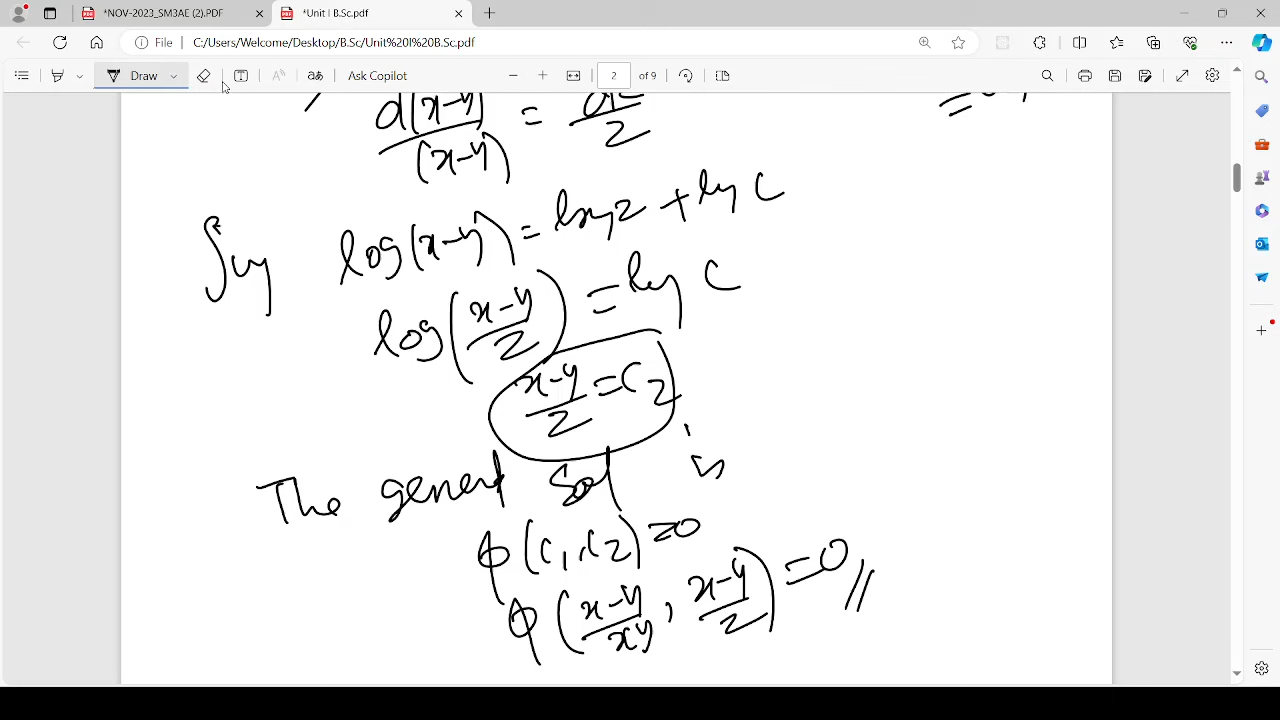 *NOV-2023_SM3AE (2).PDF
*Unit I B.Sc.pdf
File C:/Users/Welcome/Desktop/B.Sc/Unit%20I%20B.Sc.pdf
Draw Ask Copilot 2 of 9
d(x-y)/(x-y) = dz/2
log(x-y) = log z + log C
log((x-y)/z) = log C
(x-y)/z = C2
The general Sol is
φ(C1, C2) = 0
φ((x-y)/xy, (x-y)/z) = 0 //